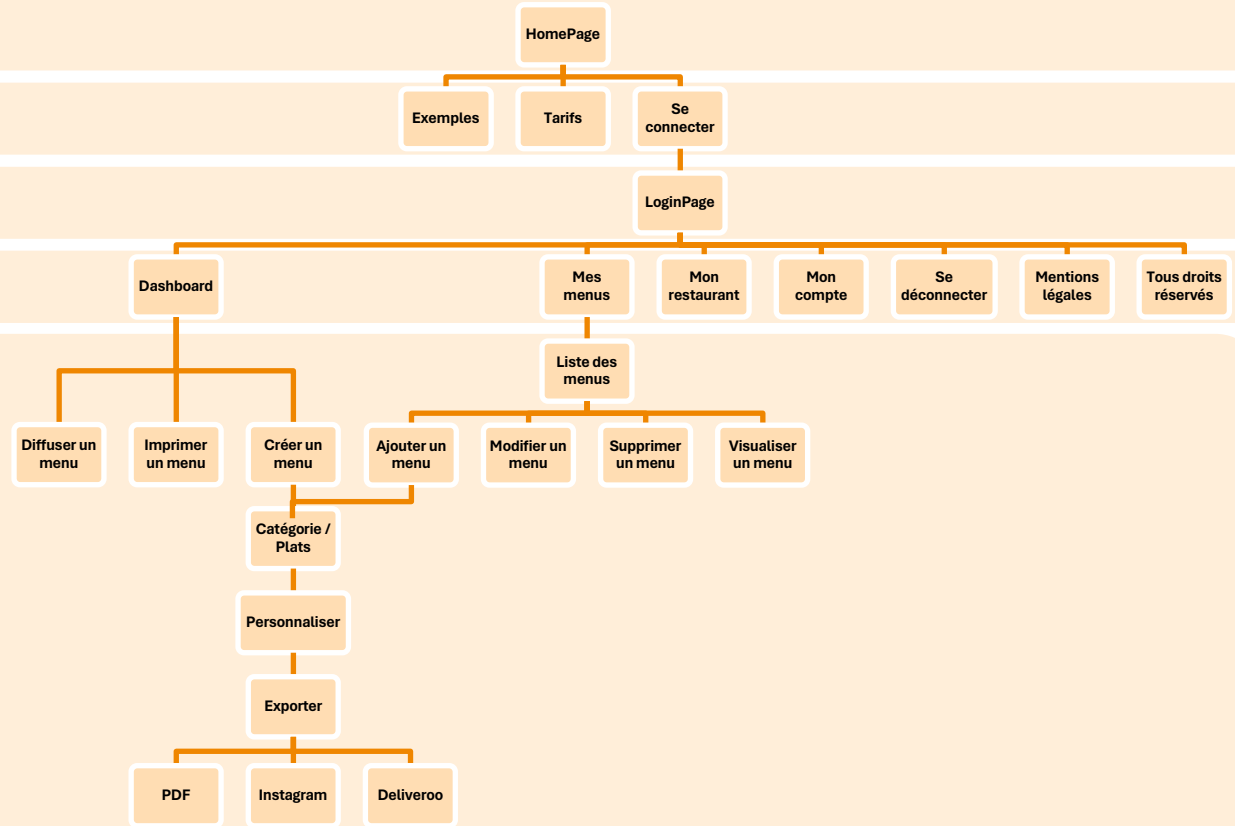 HomePage
Exemples
Tarifs
Se
connecter
LoginPage
Dashboard
Mes
menus
Mon
restaurant
Mon
compte
Se
déconnecter
Mentions
légales
Tous droits
réservés
Liste des
menus
Diffuser un
menu
Imprimer
un menu
Créer un
menu
Ajouter un
menu
Modifier un
menu
Supprimer
un menu
Visualiser
un menu
Catégorie /
Plats
Personnaliser
Exporter
PDF
Instagram
Deliveroo